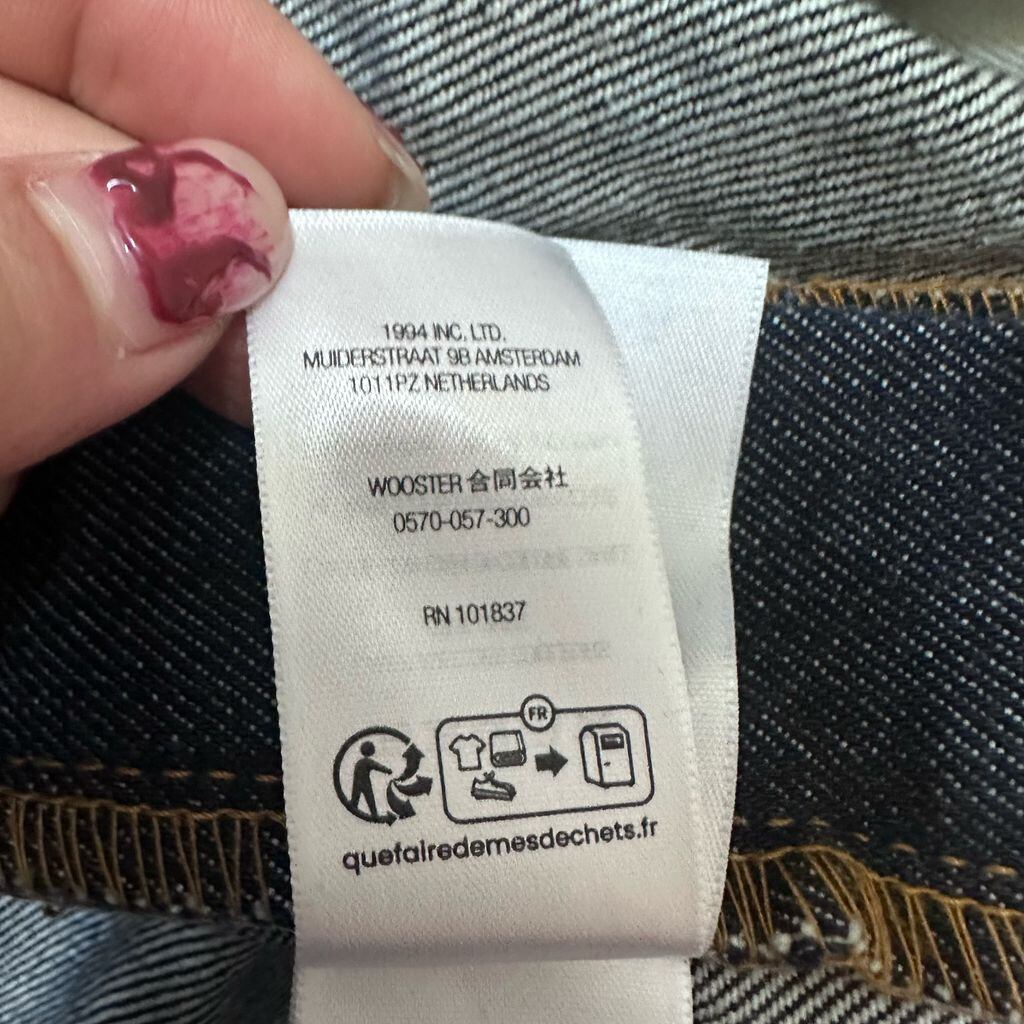 1994 INC. LTD.
MUIDERSTRAAT 9B AMSTERDAM
1011PZ NETHERLANDS
WOOSTER 合同会社
0570-057-300
RN 101837
FR
quefairedemesdechets.fr